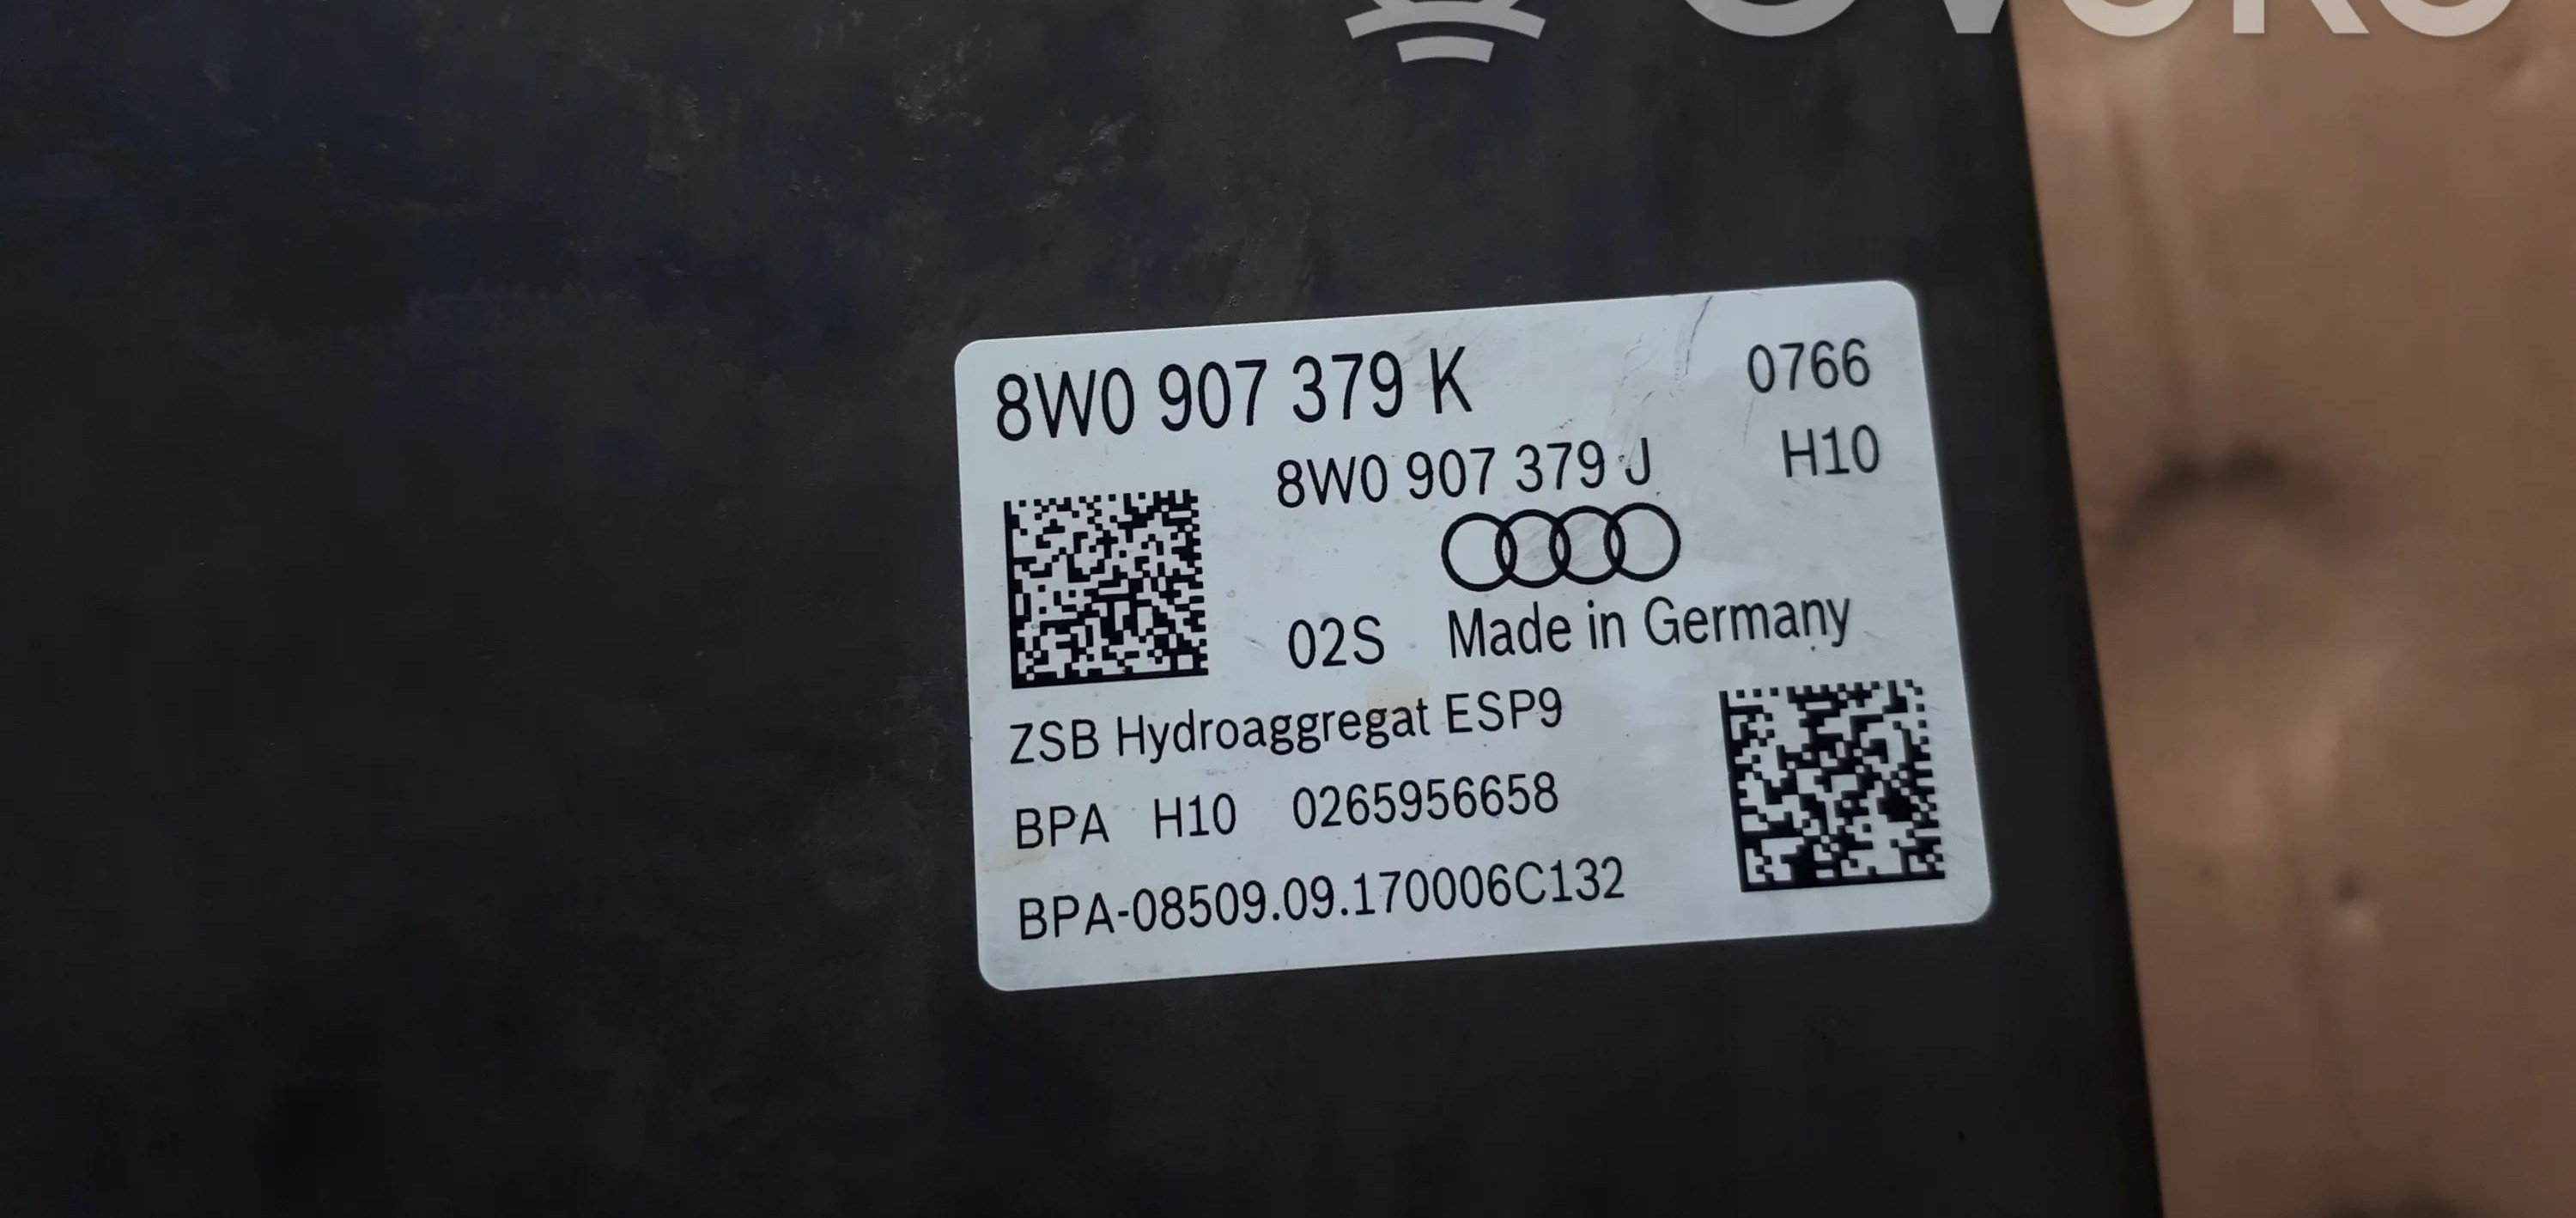 8W0 907 379 K
0766
8W0 907 379 J
H10
02S Made in Germany
ZSB Hydroaggregat ESP9
BPA H10 0265956658
BPA-08509.09.170006C132